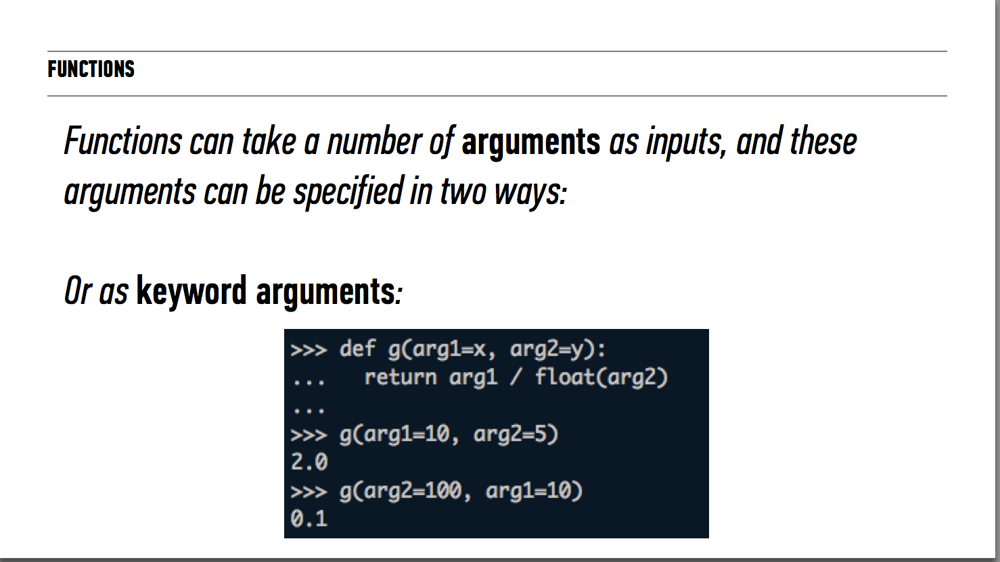 FUNCTIONS
Functions can take a number of arguments as inputs, and these
arguments can be specified in two ways:
Or as keyword arguments:
>>> def g(arg1=x, arg2=y):
...   return arg1 / float(arg2)
...
>>> g(arg1=10, arg2=5)
2.0
>>> g(arg2=100, arg1=10)
0.1